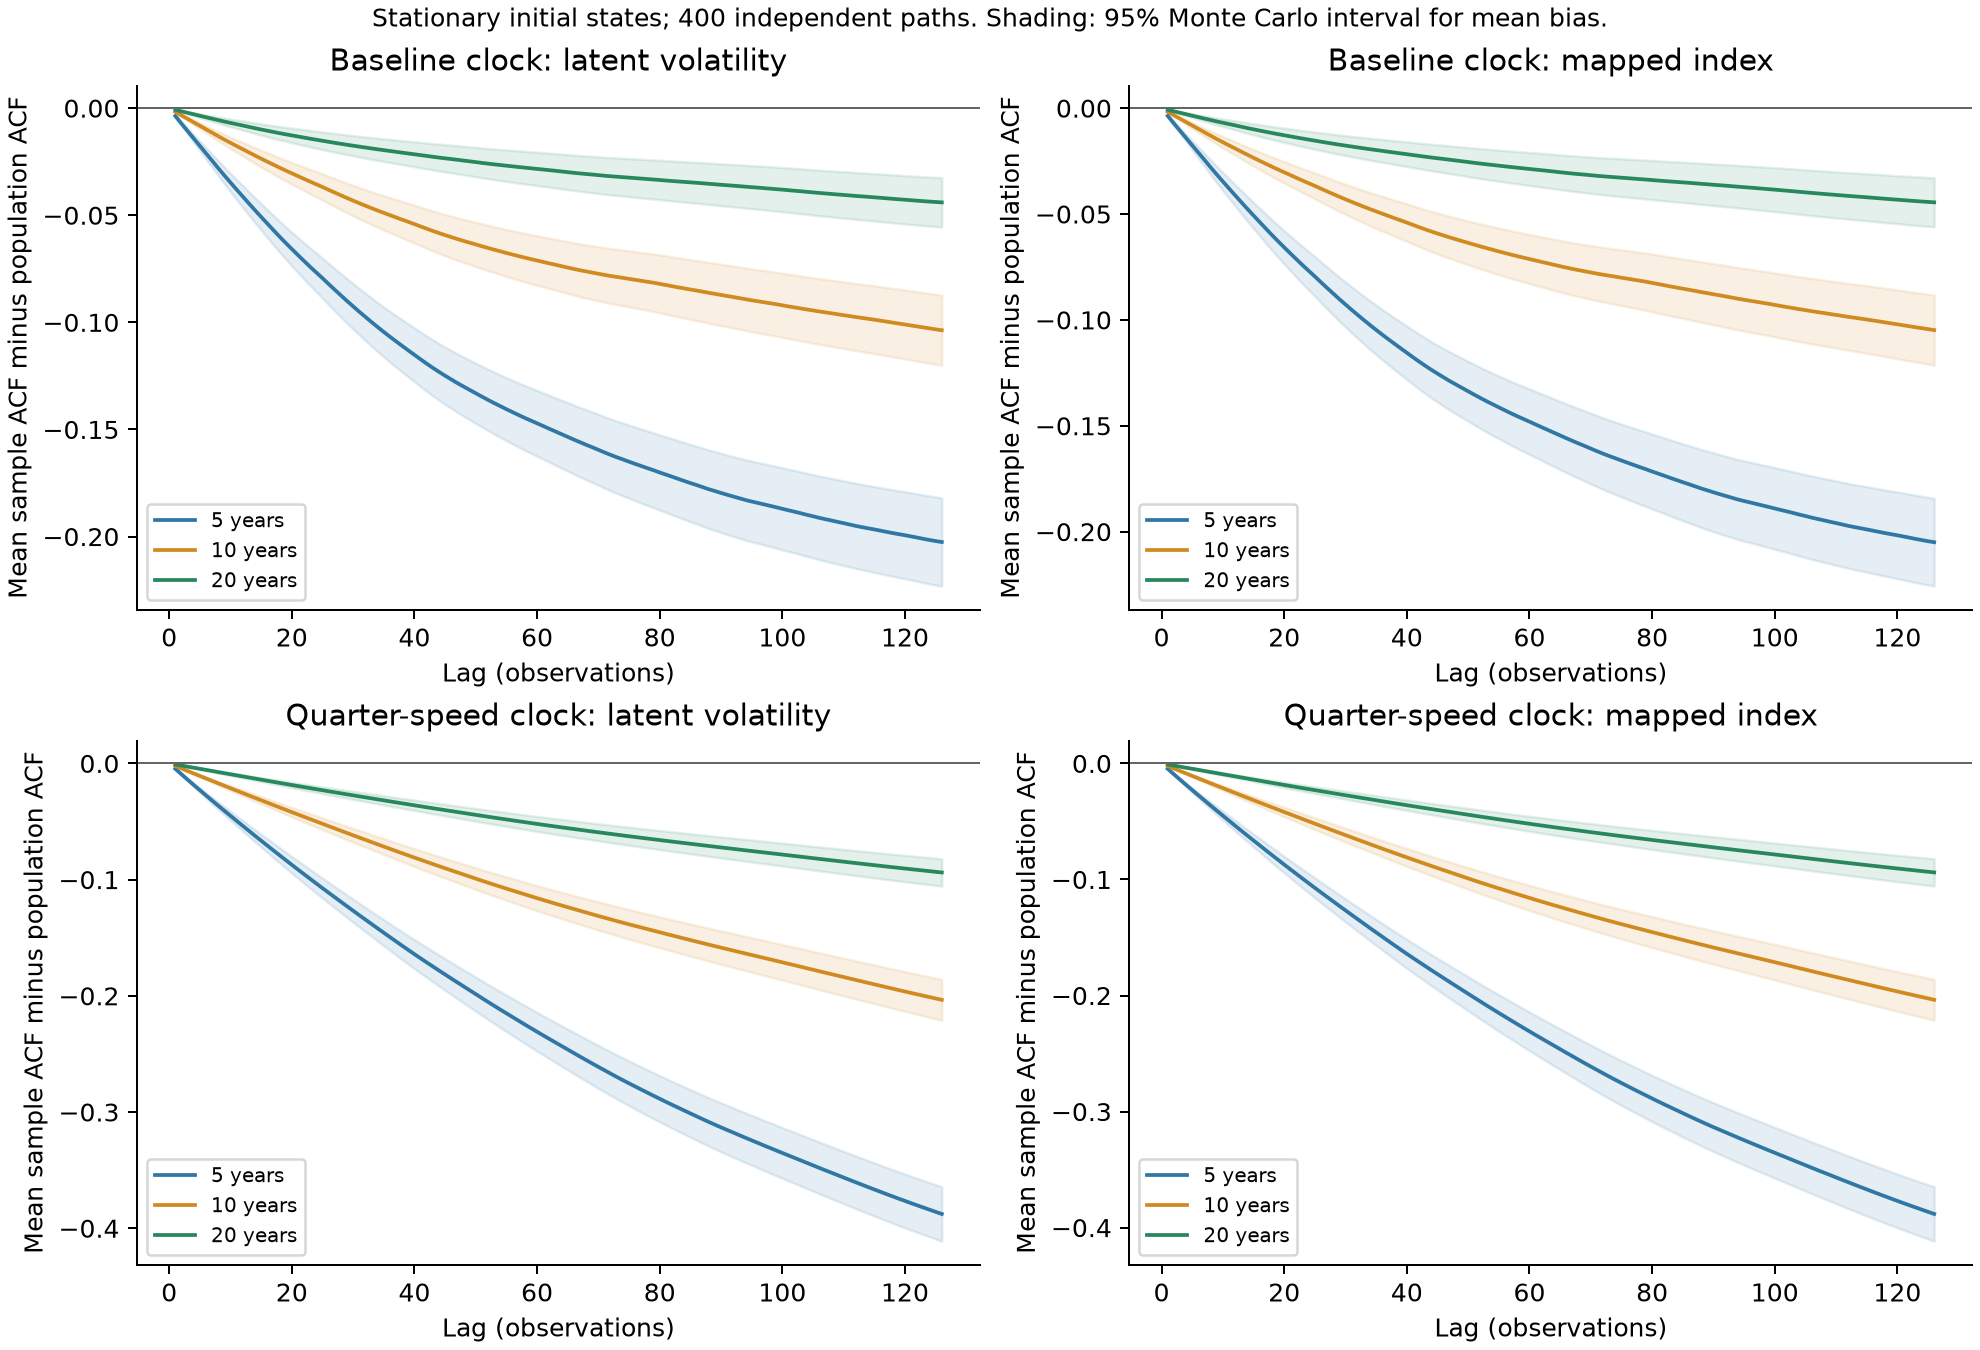 Stationary initial states; 400 independent paths. Shading: 95% Monte Carlo interval for mean bias.
Baseline clock: latent volatility
Mean sample ACF minus population ACF
0.00
−0.05
−0.10
−0.15
−0.20
5 years
10 years
20 years
0 20 40 60 80 100 120
Lag (observations)
Baseline clock: mapped index
Mean sample ACF minus population ACF
0.00
−0.05
−0.10
−0.15
−0.20
5 years
10 years
20 years
0 20 40 60 80 100 120
Lag (observations)
Quarter-speed clock: latent volatility
Mean sample ACF minus population ACF
0.0
−0.1
−0.2
−0.3
−0.4
5 years
10 years
20 years
0 20 40 60 80 100 120
Lag (observations)
Quarter-speed clock: mapped index
Mean sample ACF minus population ACF
0.0
−0.1
−0.2
−0.3
−0.4
5 years
10 years
20 years
0 20 40 60 80 100 120
Lag (observations)